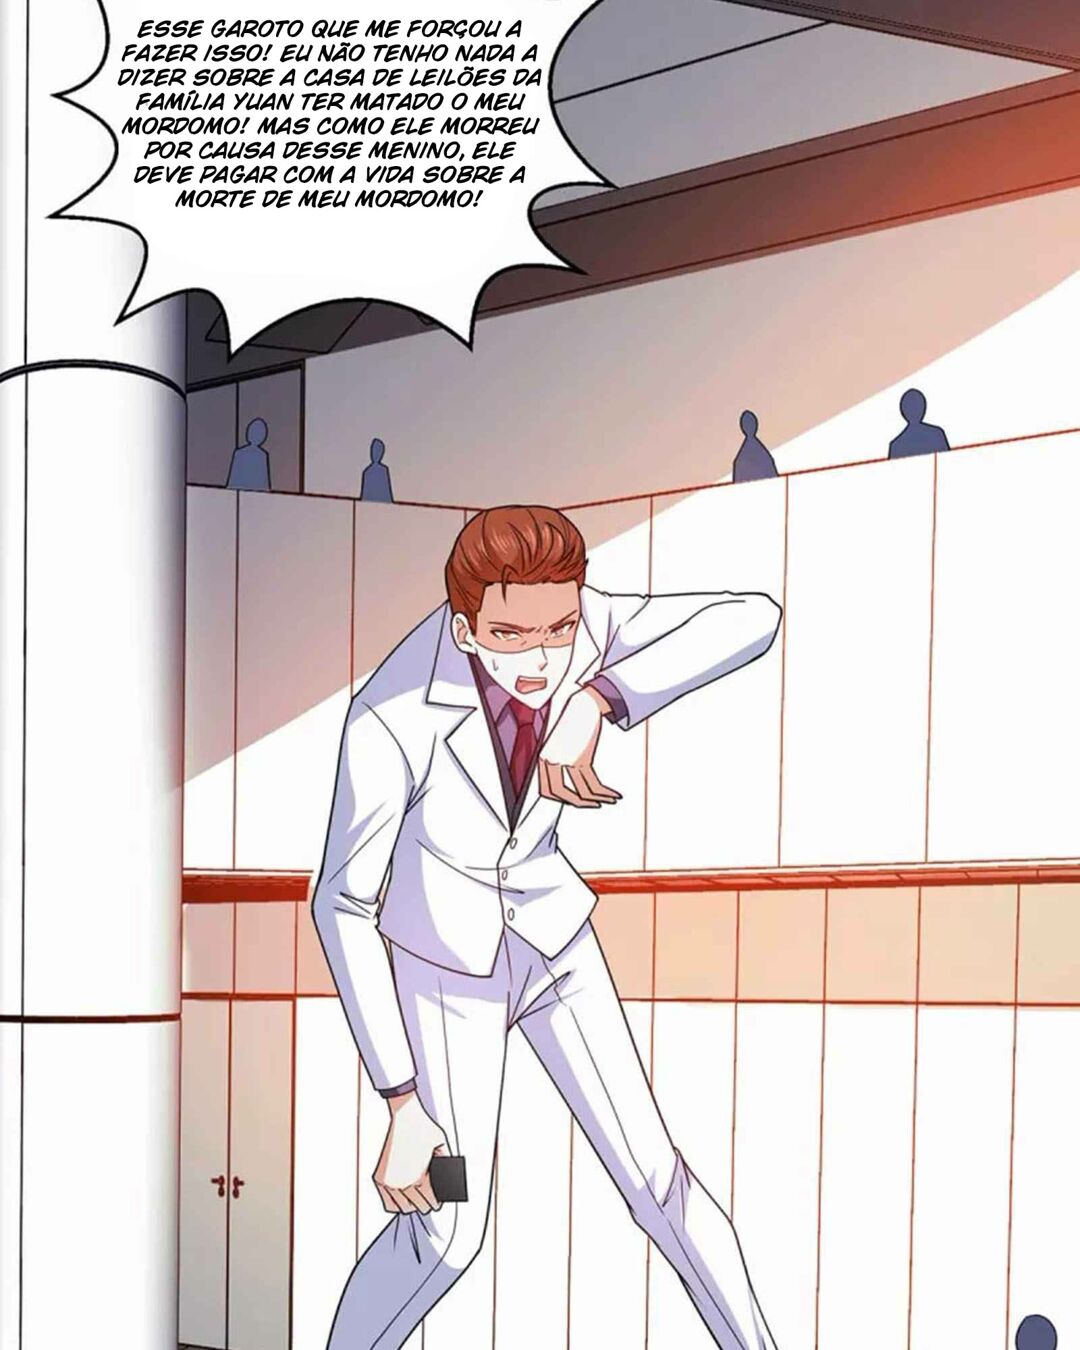 ESSE GAROTO QUE ME FORÇOU A
FAZER ISSO! EU NÃO TENHO NADA A
DIZER SOBRE A CASA DE LEILÕES DA
FAMÍLIA YUAN TER MATADO O MEU
MORDOMO! MAS COMO ELE MORREU
POR CAUSA DESSE MENINO, ELE
DEVE PAGAR COM A VIDA SOBRE A
MORTE DE MEU MORDOMO!